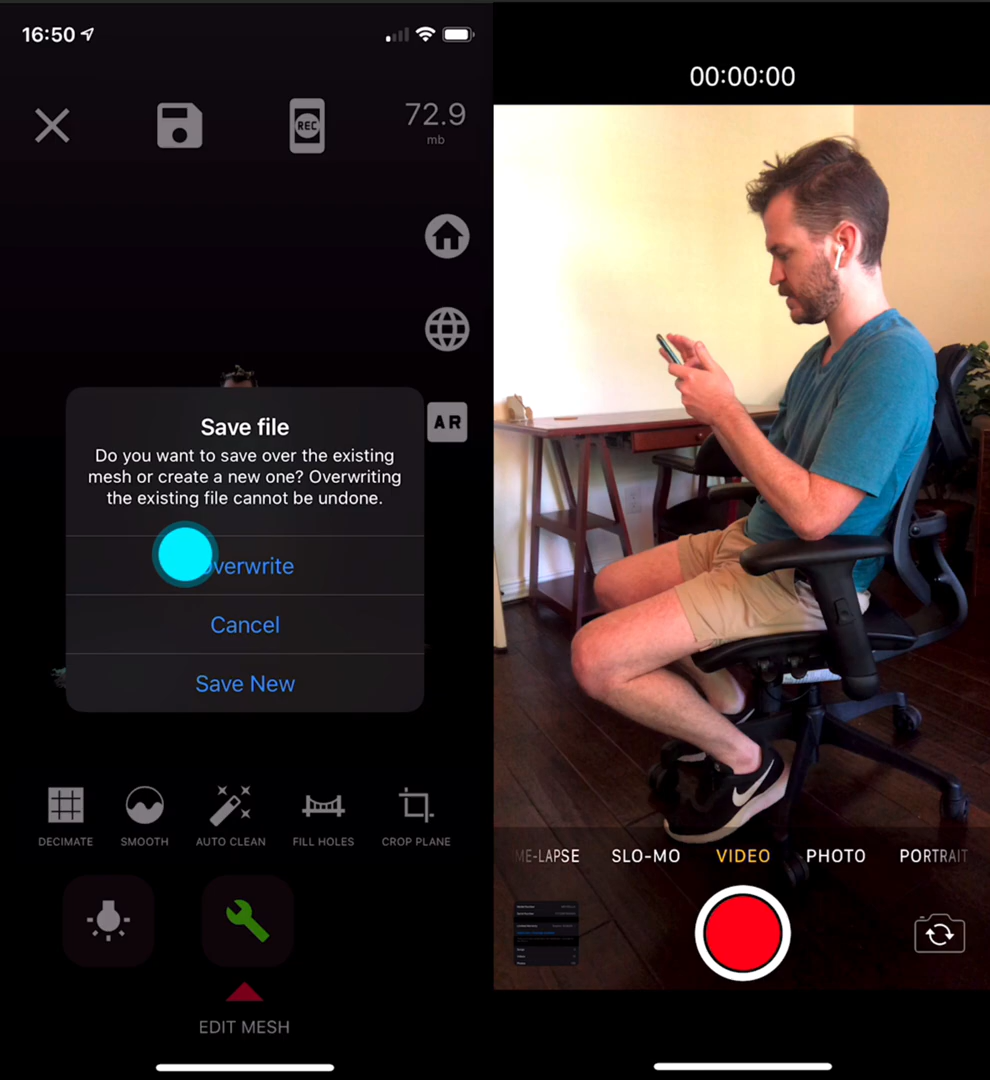 16:50
REC
72.9
mb
AR
Save file
Do you want to save over the existing
mesh or create a new one? Overwriting
the existing file cannot be undone.
verwrite
Cancel
Save New
DECIMATE
SMOOTH
AUTO CLEAN
FILL HOLES
CROP PLANE
EDIT MESH
00:00:00
ME-LAPSE
SLO-MO
VIDEO
PHOTO
PORTRAIT